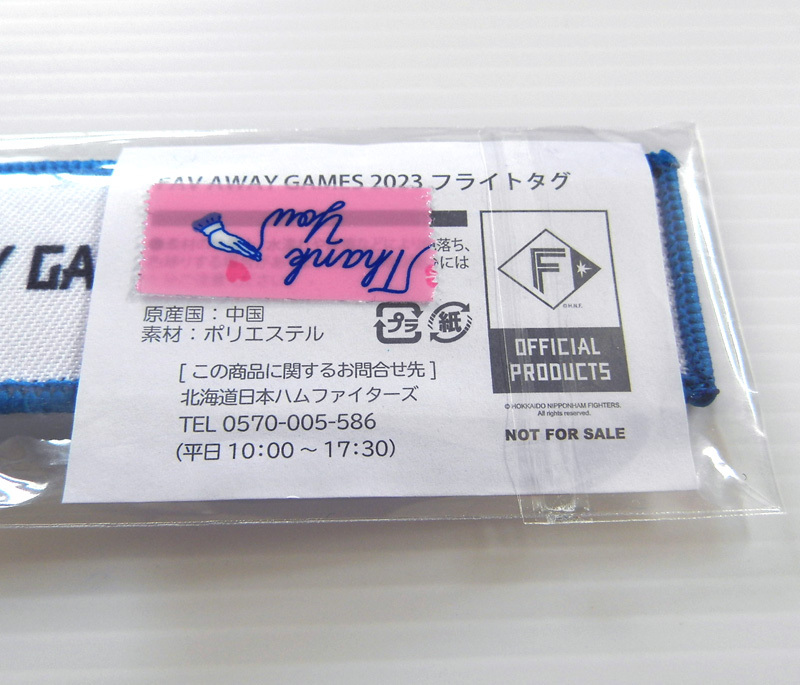 FAV AWAY GAMES 2023 フライトタグ
落ち、
には
Thank
You
原産国：中国
素材：ポリエステル
プラ
紙
[ この商品に関するお問合せ先 ]
北海道日本ハムファイターズ
TEL 0570-005-586
(平日 10：00 ～ 17:30)
F
© H.N.F.
OFFICIAL
PRODUCTS
© HOKKAIDO NIPPONHAM FIGHTERS.
All rights reserved.
NOT FOR SALE
Y GA